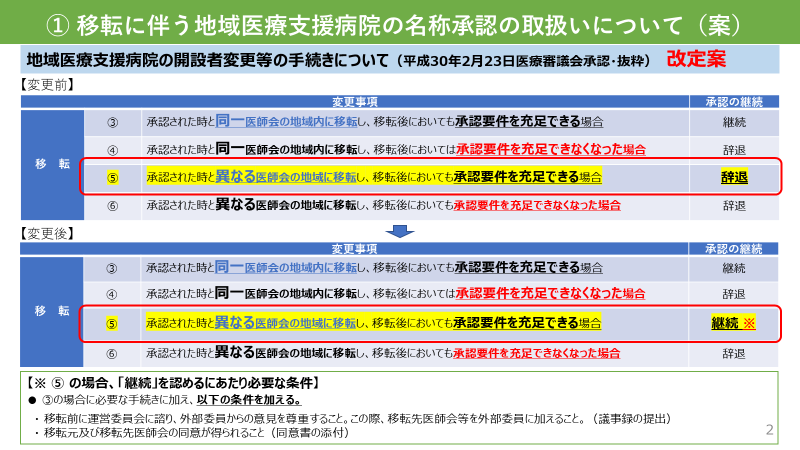 ① 移転に伴う地域医療支援病院の名称承認の取扱いについて（案）
地域医療支援病院の開設者変更等の手続きについて（平成30年2月23日医療審議会承認・抜粋） 改定案
【変更前】
変更事項 承認の継続
移 転
③ 承認された時と同一医師会の地域内に移転し、移転後においても承認要件を充足できる場合 継続
④ 承認された時と同一医師会の地域内に移転し、移転後においては承認要件を充足できなくなった場合 辞退
⑤ 承認された時と異なる医師会の地域に移転し、移転後においても承認要件を充足できる場合 辞退
⑥ 承認された時と異なる医師会の地域に移転し、移転後においても承認要件を充足できなくなった場合 辞退
【変更後】
変更事項 承認の継続
移 転
③ 承認された時と同一医師会の地域内に移転し、移転後においても承認要件を充足できる場合 継続
④ 承認された時と同一医師会の地域内に移転し、移転後においては承認要件を充足できなくなった場合 辞退
⑤ 承認された時と異なる医師会の地域に移転し、移転後においても承認要件を充足できる場合 継続 ※
⑥ 承認された時と異なる医師会の地域に移転し、移転後においても承認要件を充足できなくなった場合 辞退
【※ ⑤ の場合、「継続」を認めるにあたり必要な条件】
● ③の場合に必要な手続きに加え、以下の条件を加える。
・ 移転前に運営委員会に諮り、外部委員からの意見を尊重すること。この際、移転先医師会等を外部委員に加えること。（議事録の提出）
・ 移転元及び移転先医師会の同意が得られること（同意書の添付）
2